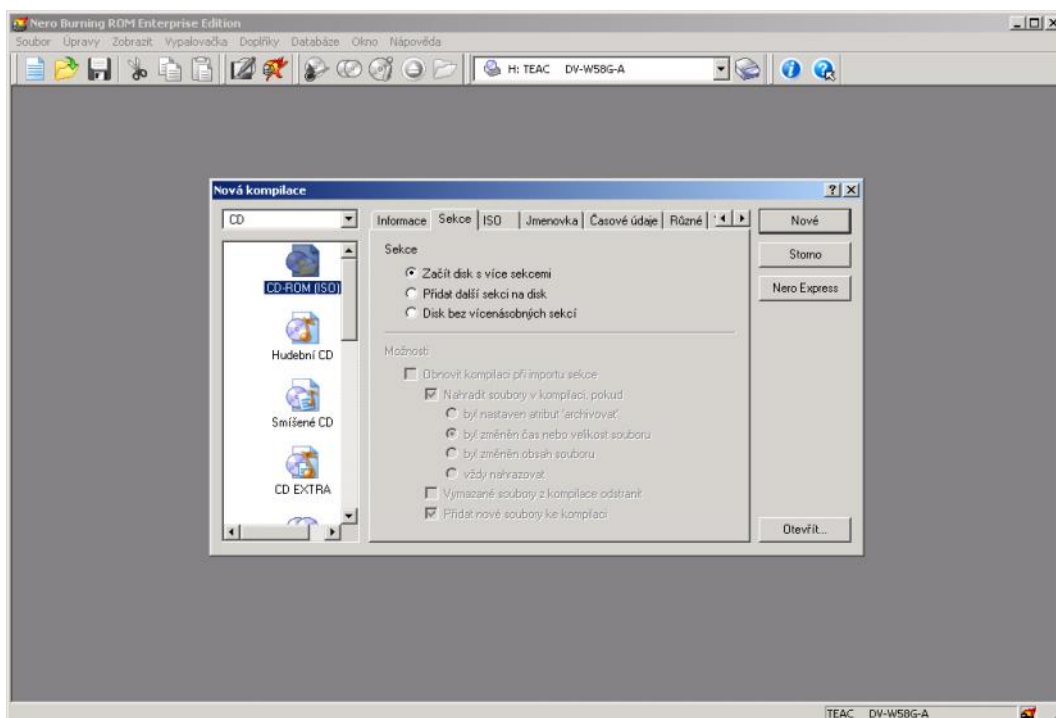 Nero Burning ROM Enterprise Edition
Soubor Úpravy Zobrazit Vypalovačka Doplňky Databáze Okno Nápověda
H: TEAC DV-W58G-A
Nová kompilace
CD
CD-ROM (ISO)
Hudební CD
Smíšené CD
CD EXTRA
Informace Sekce ISO Jmenovka Časové údaje Různé
Sekce
Začít disk s více sekcemi
Přidat další sekci na disk
Disk bez vícenásobných sekcí
Možnosti
Obnovit kompilaci při importu sekce
Nahradit soubory v kompilaci, pokud
byl nastaven atribut 'archivovat'
byl změněn čas nebo velikost souboru
byl změněn obsah souboru
vždy nahrazovat
Vymazané soubory z kompilace odstranit
Přidat nové soubory ke kompilaci
Nové
Storno
Nero Express
Otevřít...
TEAC DV-W58G-A